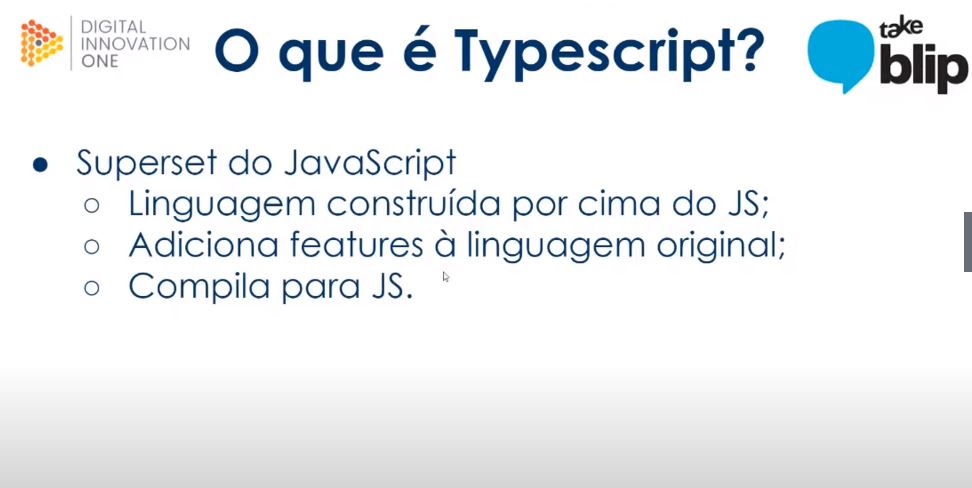 DIGITAL
INNOVATION
ONE
O que é Typescript?
take
blip
● Superset do JavaScript
○ Linguagem construída por cima do JS;
○ Adiciona features à linguagem original;
○ Compila para JS.